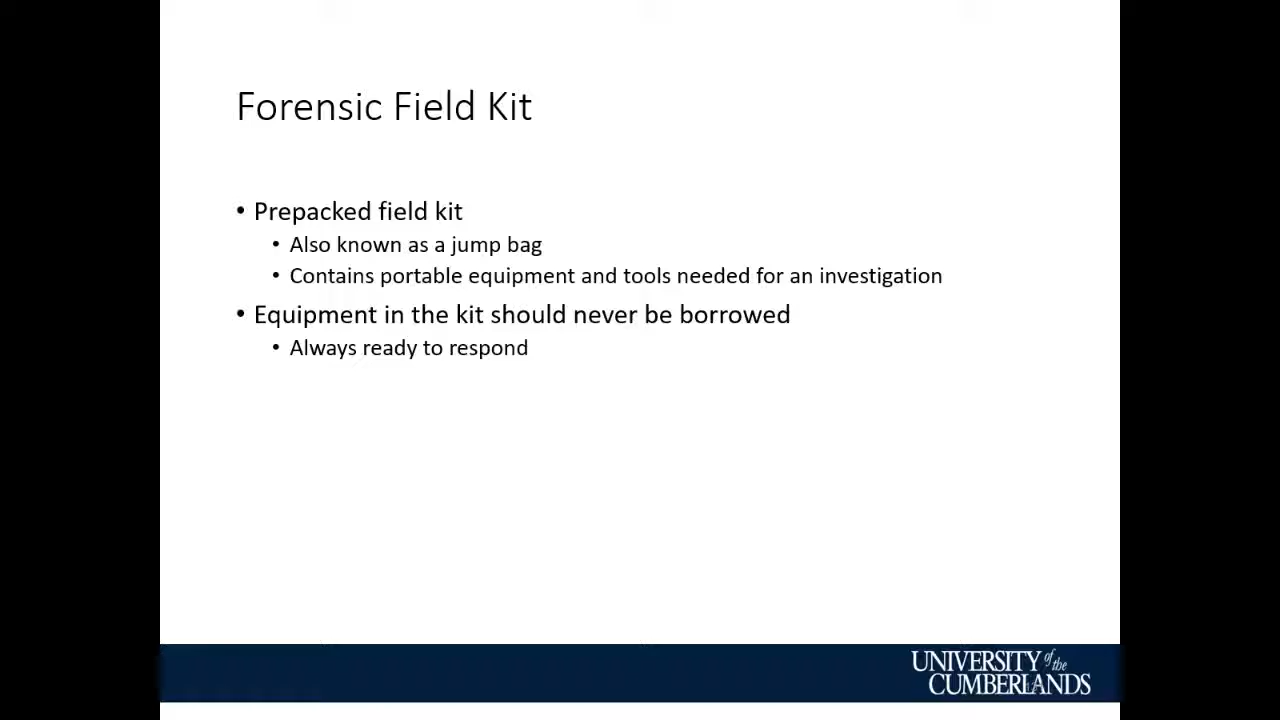 Forensic Field Kit
• Prepacked field kit
• Also known as a jump bag
• Contains portable equipment and tools needed for an investigation
• Equipment in the kit should never be borrowed
• Always ready to respond
UNIVERSITY of the
CUMBERLANDS